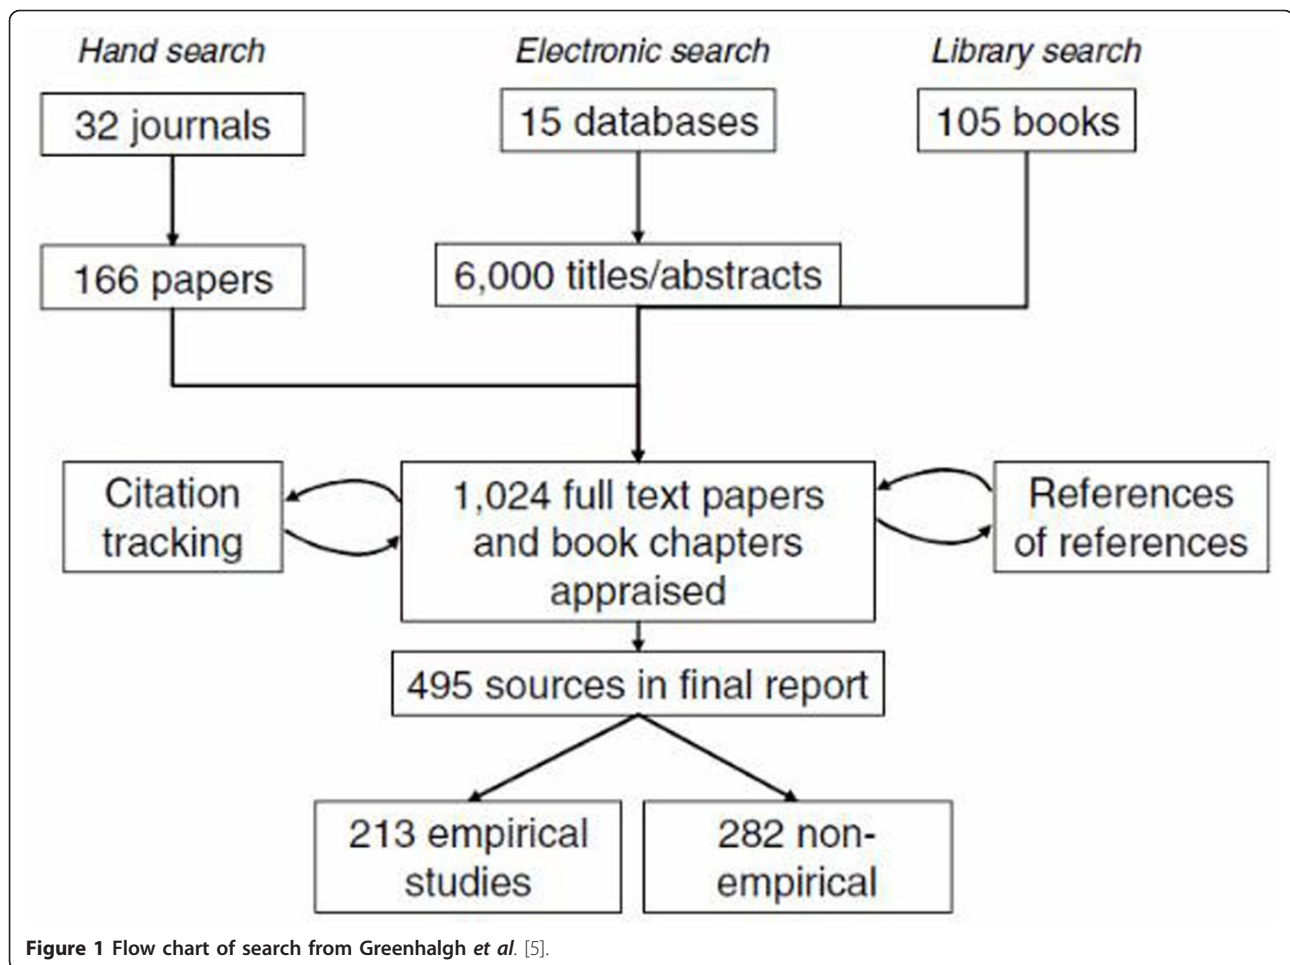 Hand search
Electronic search
Library search
32 journals
15 databases
105 books
166 papers
6,000 titles/abstracts
Citation
tracking
1,024 full text papers
and book chapters
appraised
References
of references
495 sources in final report
213 empirical
studies
282 non-
empirical
Figure 1 Flow chart of search from Greenhalgh et al. [5].